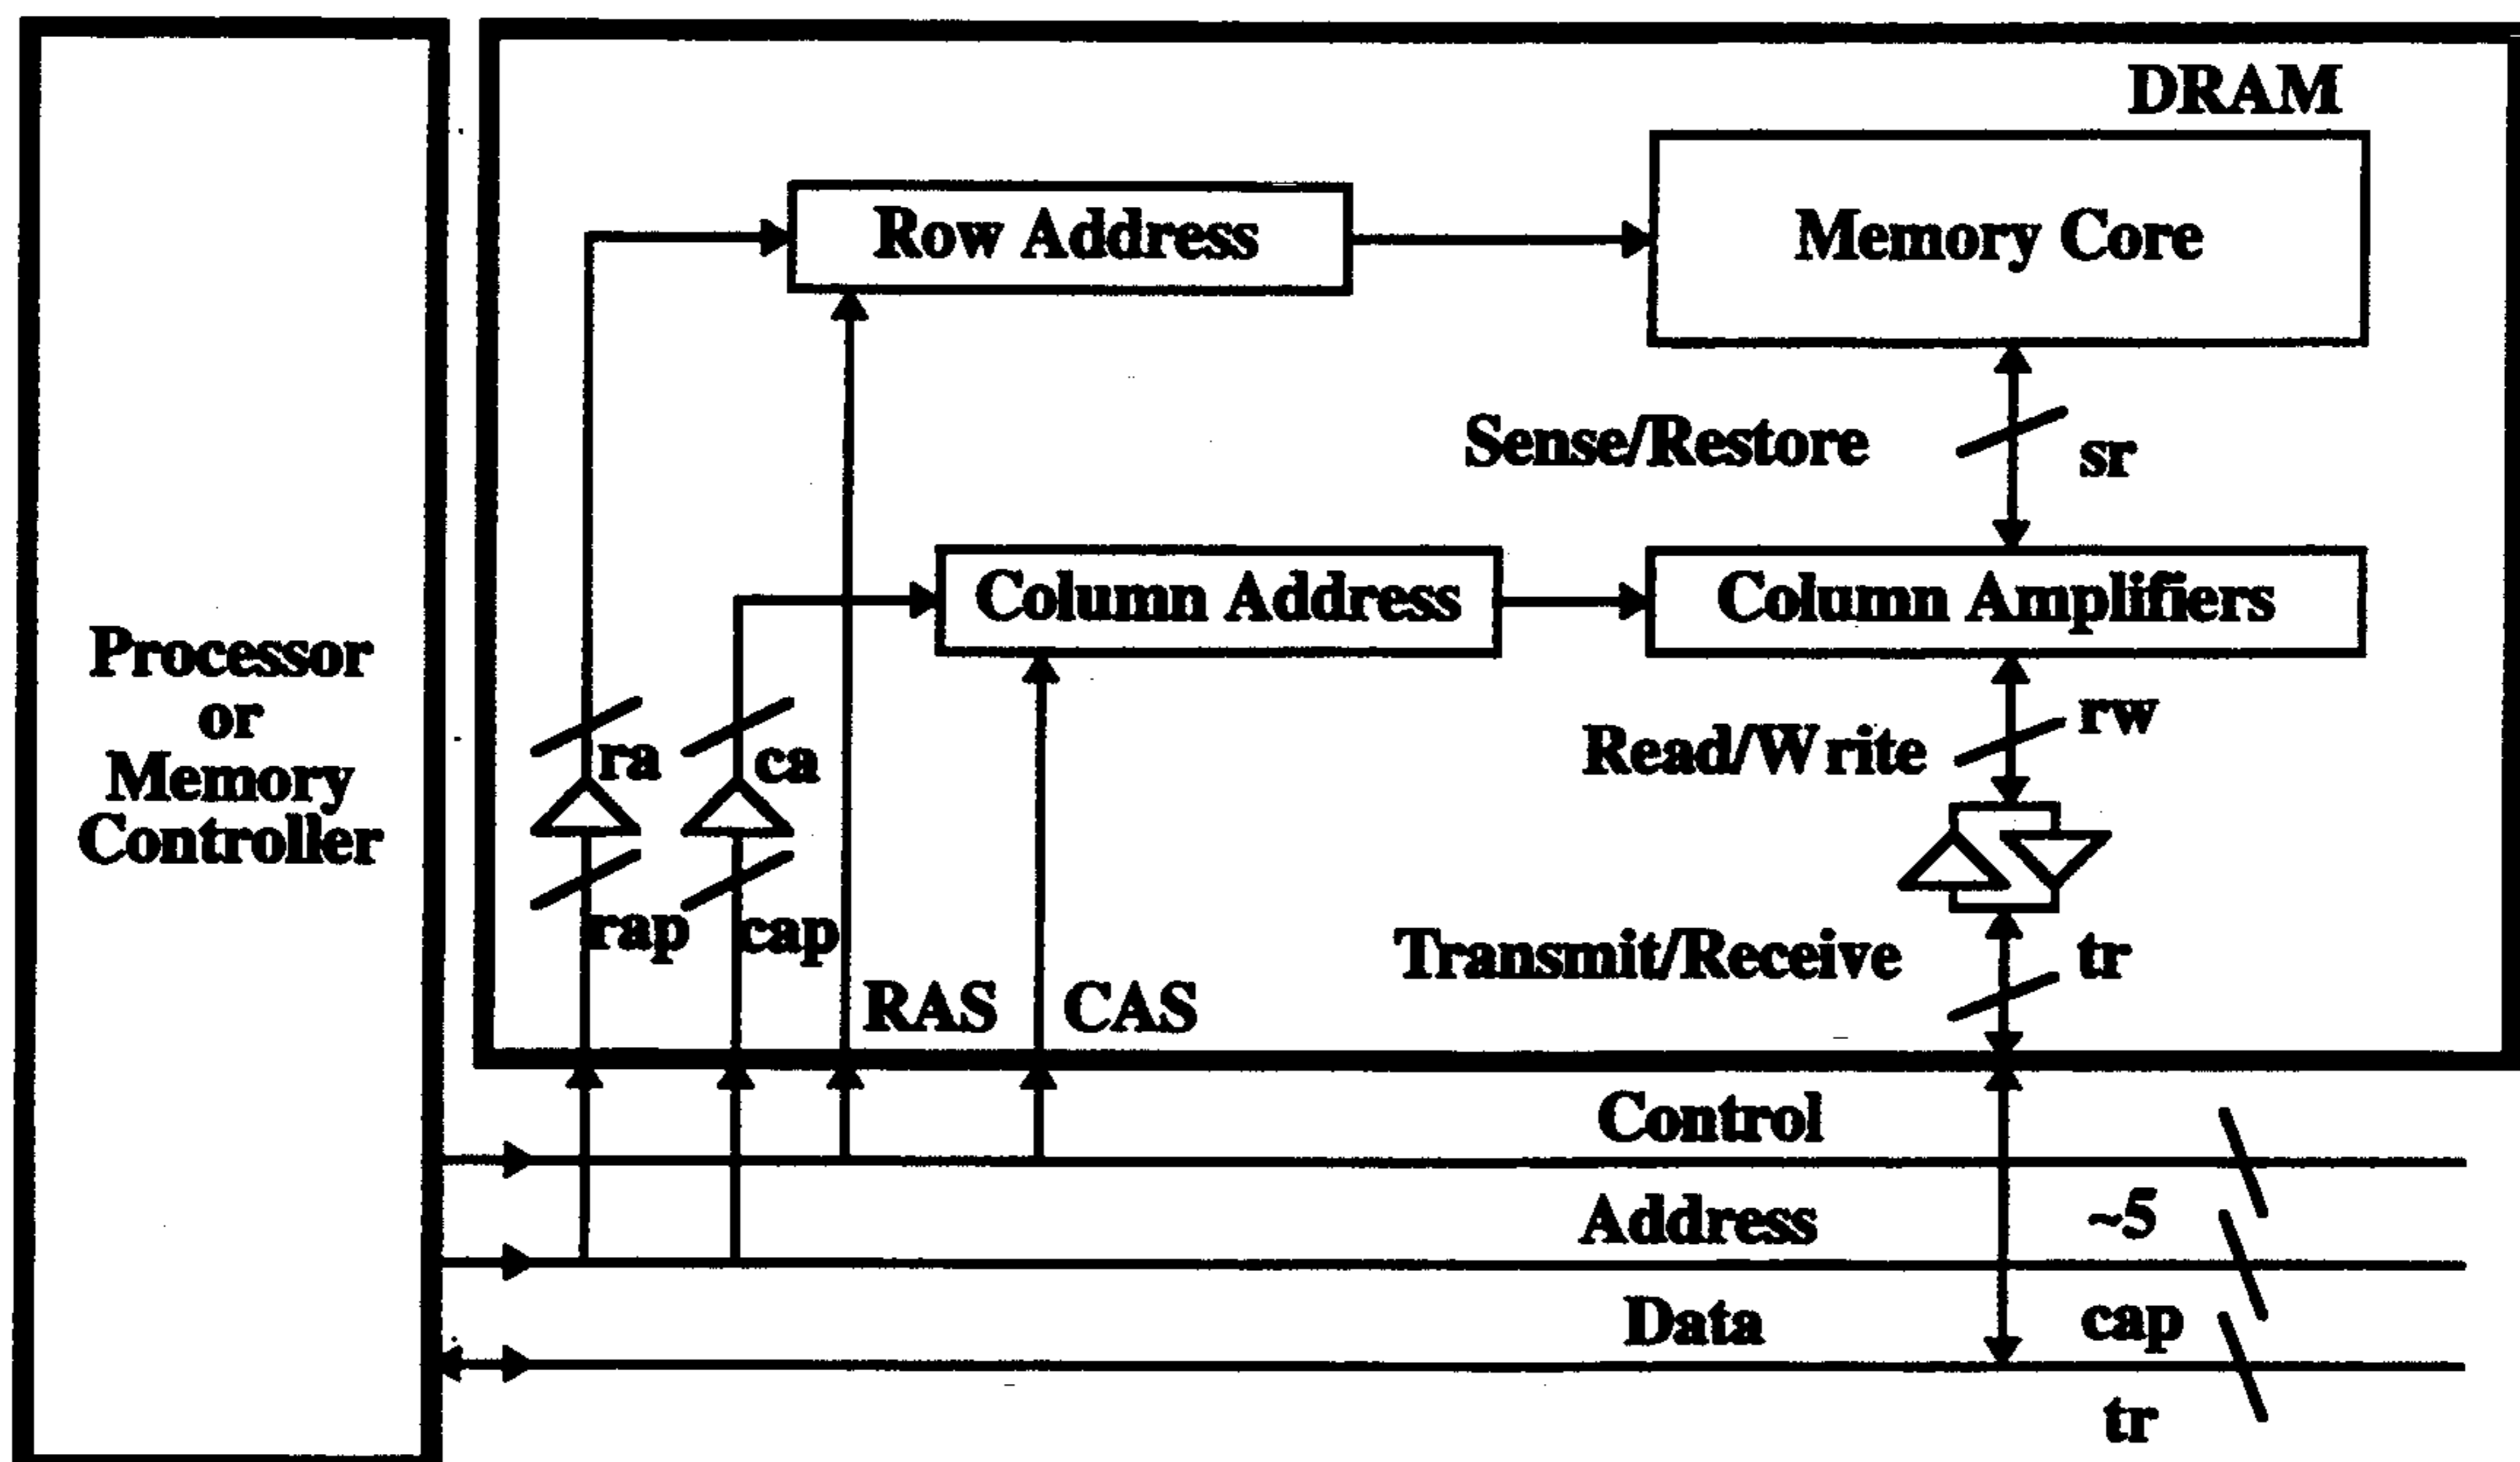 DRAM
Row Address
Memory Core
Sense/Restore
sr
Column Address
Column Amplifiers
Processor
or
Memory
Controller
ra
ca
Read/Write
rw
rap
cap
Transmit/Receive
tr
RAS
CAS
Control
~5
Address
cap
Data
tr